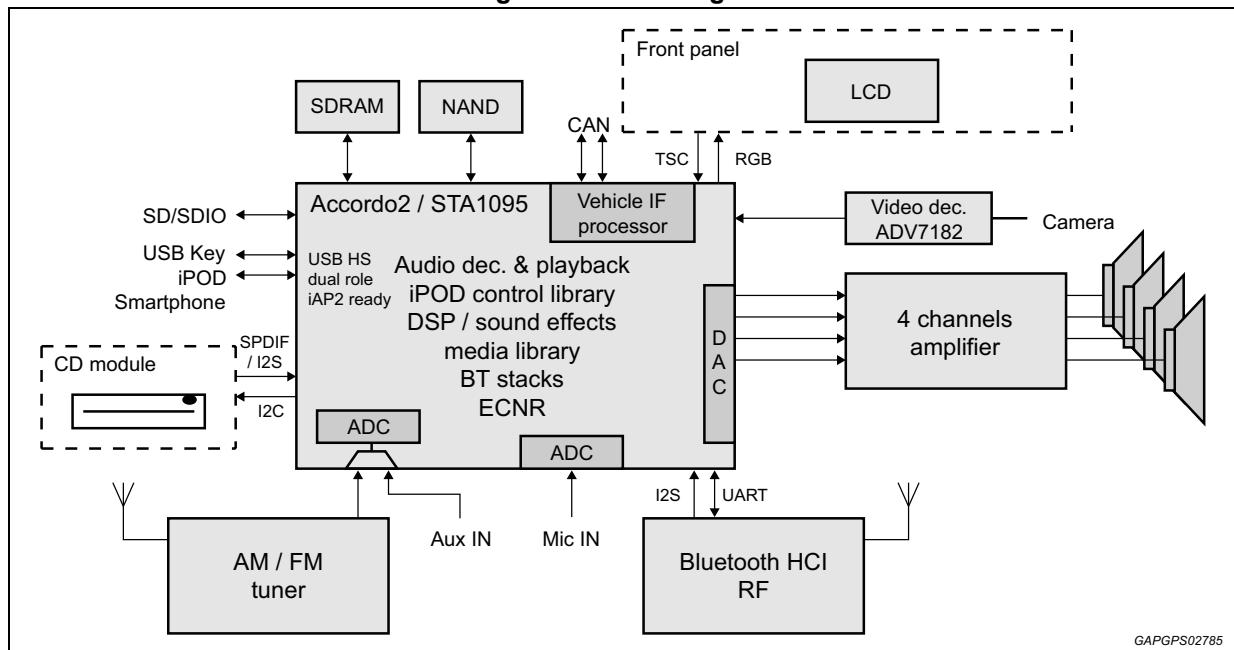 Front panel
LCD
SDRAM
NAND
CAN
TSC
RGB
Accordo2 / STA1095
Vehicle IF
processor
SD/SDIO
USB Key
iPOD
Smartphone
USB HS
dual role
iAP2 ready
Audio dec. & playback
iPOD control library
DSP / sound effects
media library
BT stacks
ECNR
Video dec.
ADV7182
Camera
D
A
C
4 channels
amplifier
CD module
SPDIF
/ I2S
I2C
ADC
ADC
Aux IN
Mic IN
I2S
UART
AM / FM
tuner
Bluetooth HCI
RF
GAPGPS02785